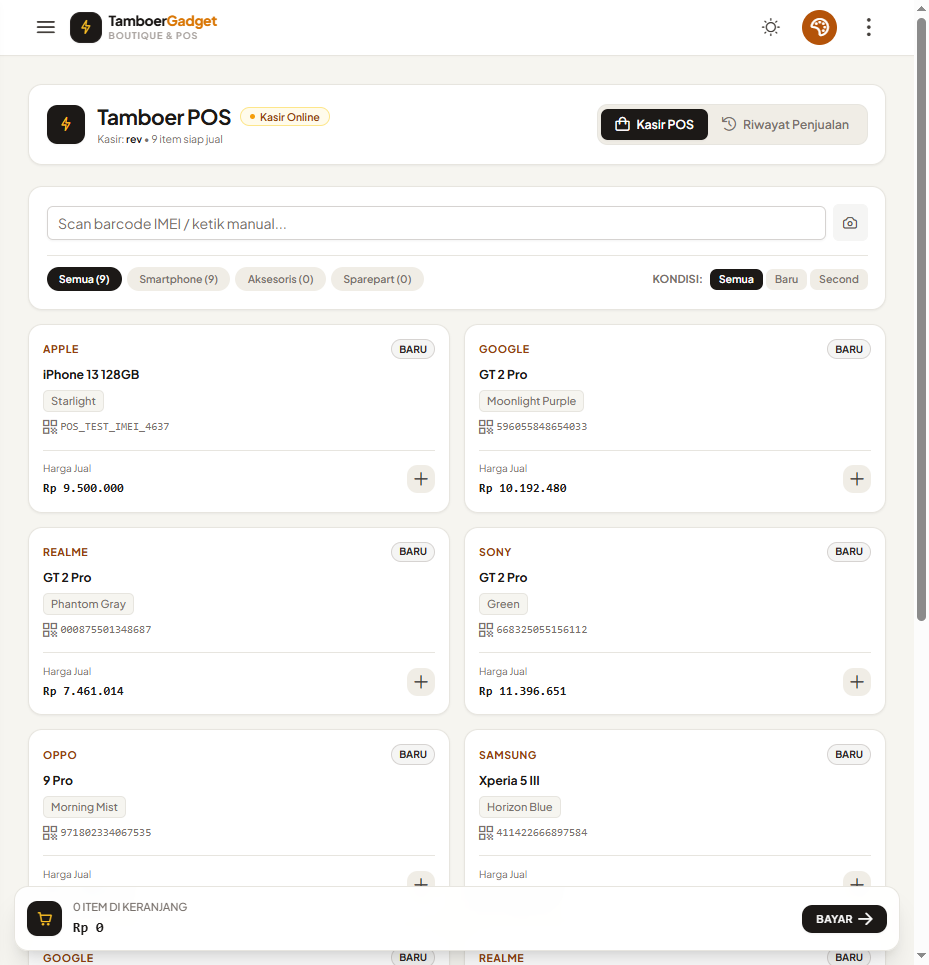 TamboerGadget
BOUTIQUE & POS
Tamboer POS
Kasir Online
Kasir: rev • 9 item siap jual
Kasir POS
Riwayat Penjualan
Scan barcode IMEI / ketik manual...
Semua (9)
Smartphone (9)
Aksesoris (0)
Sparepart (0)
KONDISI:
Semua
Baru
Second
APPLE
BARU
iPhone 13 128GB
Starlight
POS_TEST_IMEI_4637
Harga Jual
Rp 9.500.000
GOOGLE
BARU
GT 2 Pro
Moonlight Purple
596055848654033
Harga Jual
Rp 10.192.480
REALME
BARU
GT 2 Pro
Phantom Gray
000875501348687
Harga Jual
Rp 7.461.014
SONY
BARU
GT 2 Pro
Green
668325055156112
Harga Jual
Rp 11.396.651
OPPO
BARU
9 Pro
Morning Mist
971802334067535
Harga Jual
SAMSUNG
BARU
Xperia 5 III
Horizon Blue
411422666897584
Harga Jual
0 ITEM DI KERANJANG
Rp 0
BAYAR
GOOGLE
BARU
REALME
BARU